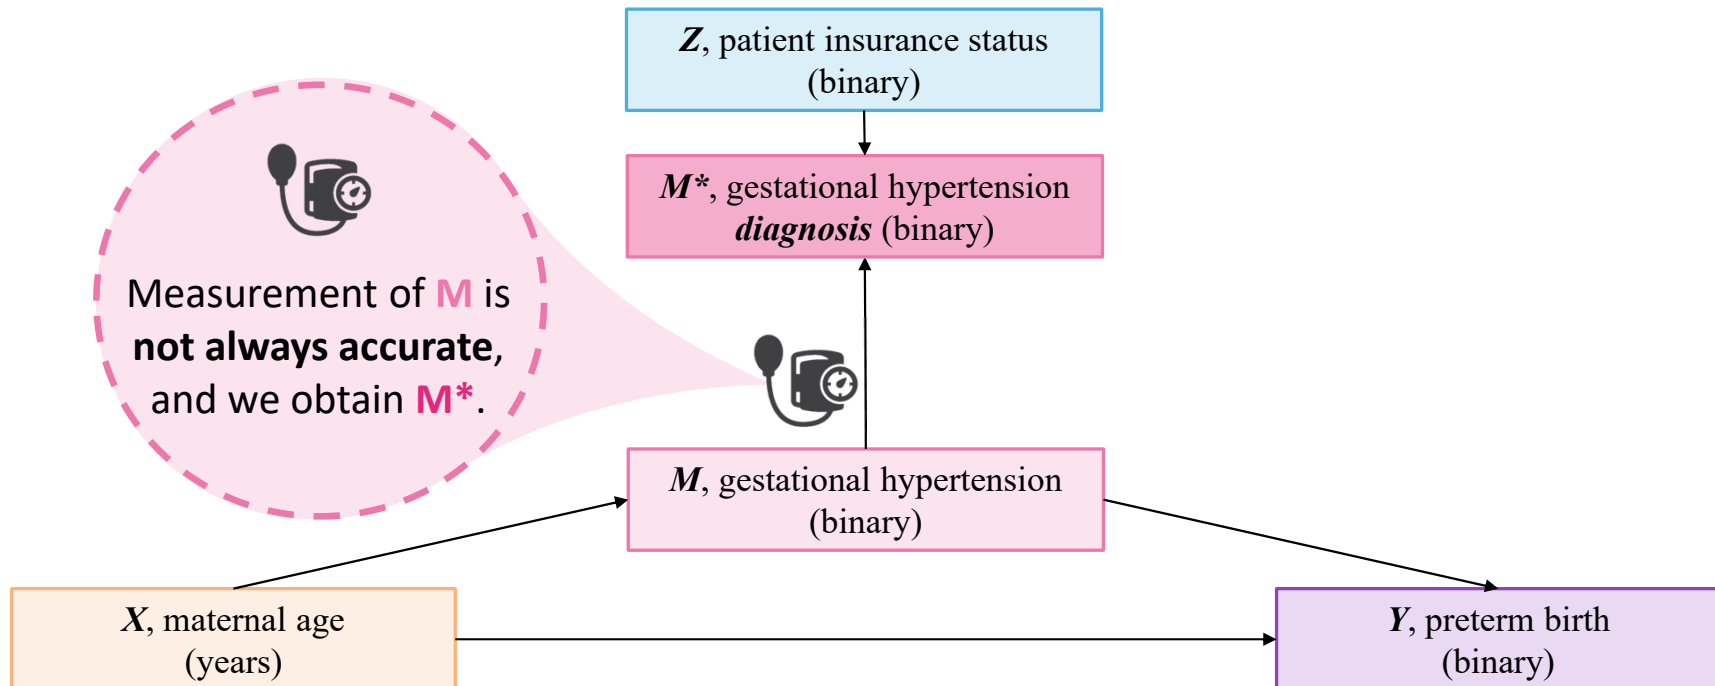 Z, patient insurance status
(binary)
M*, gestational hypertension
diagnosis (binary)
Measurement of M is
not always accurate,
and we obtain M*.
M, gestational hypertension
(binary)
X, maternal age
(years)
Y, preterm birth
(binary)